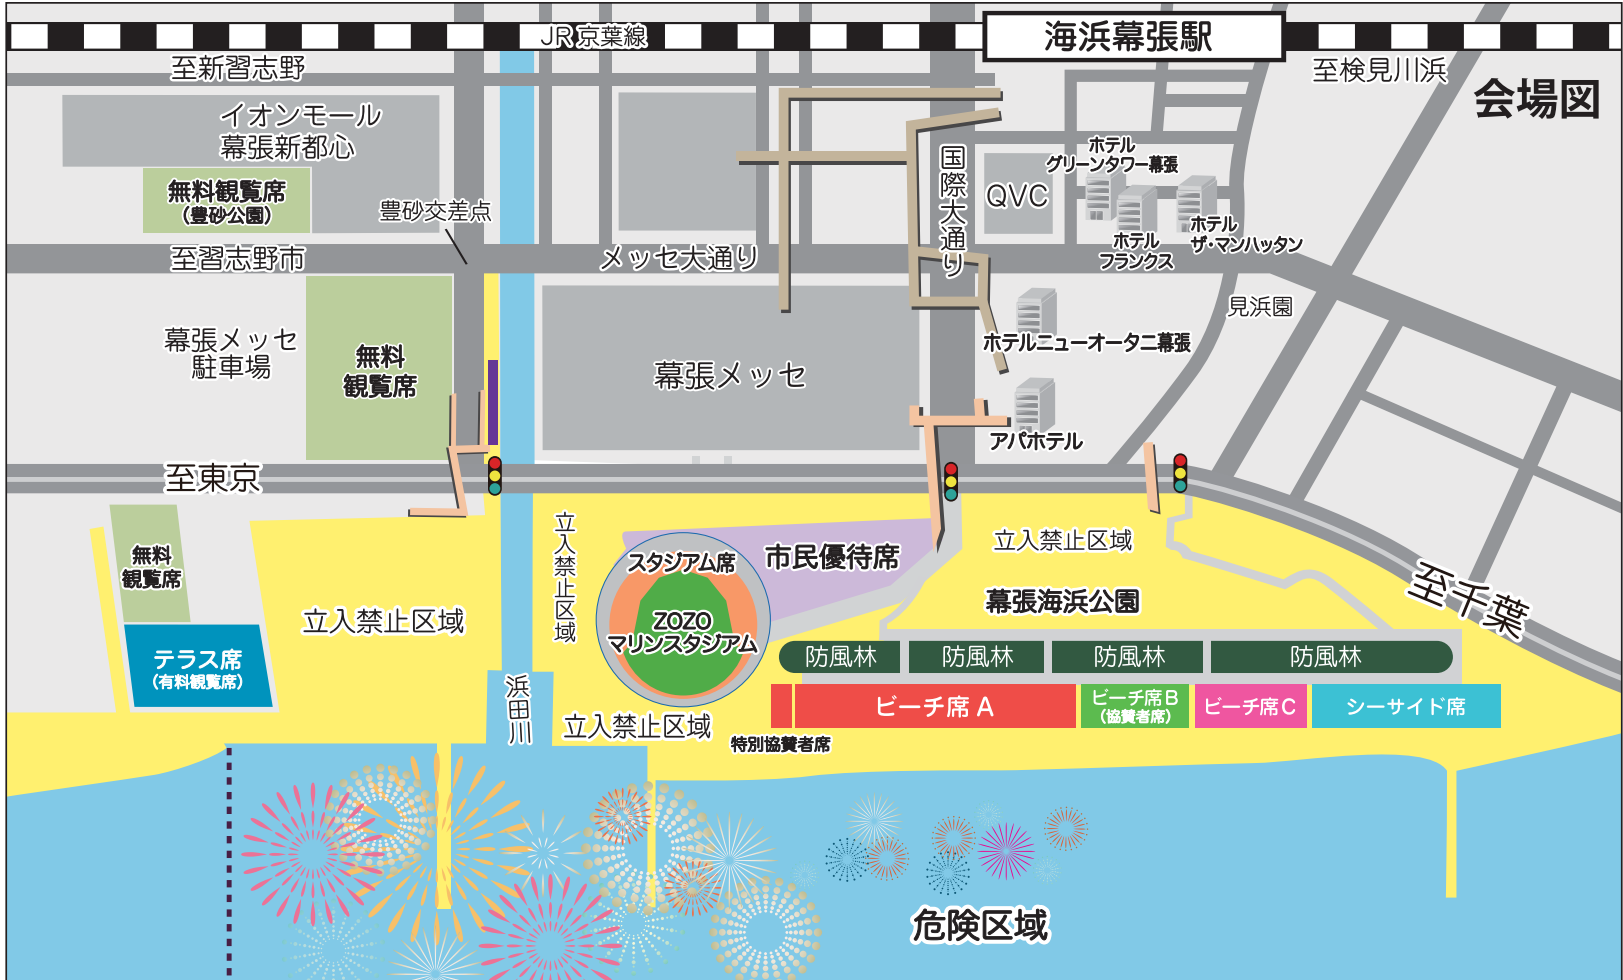 JR 京葉線
海浜幕張駅
至新習志野
至検見川浜
会場図
イオンモール
幕張新都心
無料観覧席
(豊砂公園)
豊砂交差点
国際大通り
QVC
ホテル
グリーンタワー幕張
ホテル
フランクス
ホテル
ザ・マンハッタン
至習志野市
メッセ大通り
見浜園
幕張メッセ
駐車場
無料
観覧席
幕張メッセ
ホテルニューオータニ幕張
アパホテル
至東京
無料
観覧席
テラス席
(有料観覧席)
立入禁止区域
立入禁止区域
スタジアム席
ZOZO
マリンスタジアム
市民優待席
立入禁止区域
幕張海浜公園
至千葉
防風林
防風林
防風林
防風林
浜田川
立入禁止区域
特別協賛者席
ビーチ席 A
ビーチ席 B
(協賛者席)
ビーチ席 C
シーサイド席
危険区域